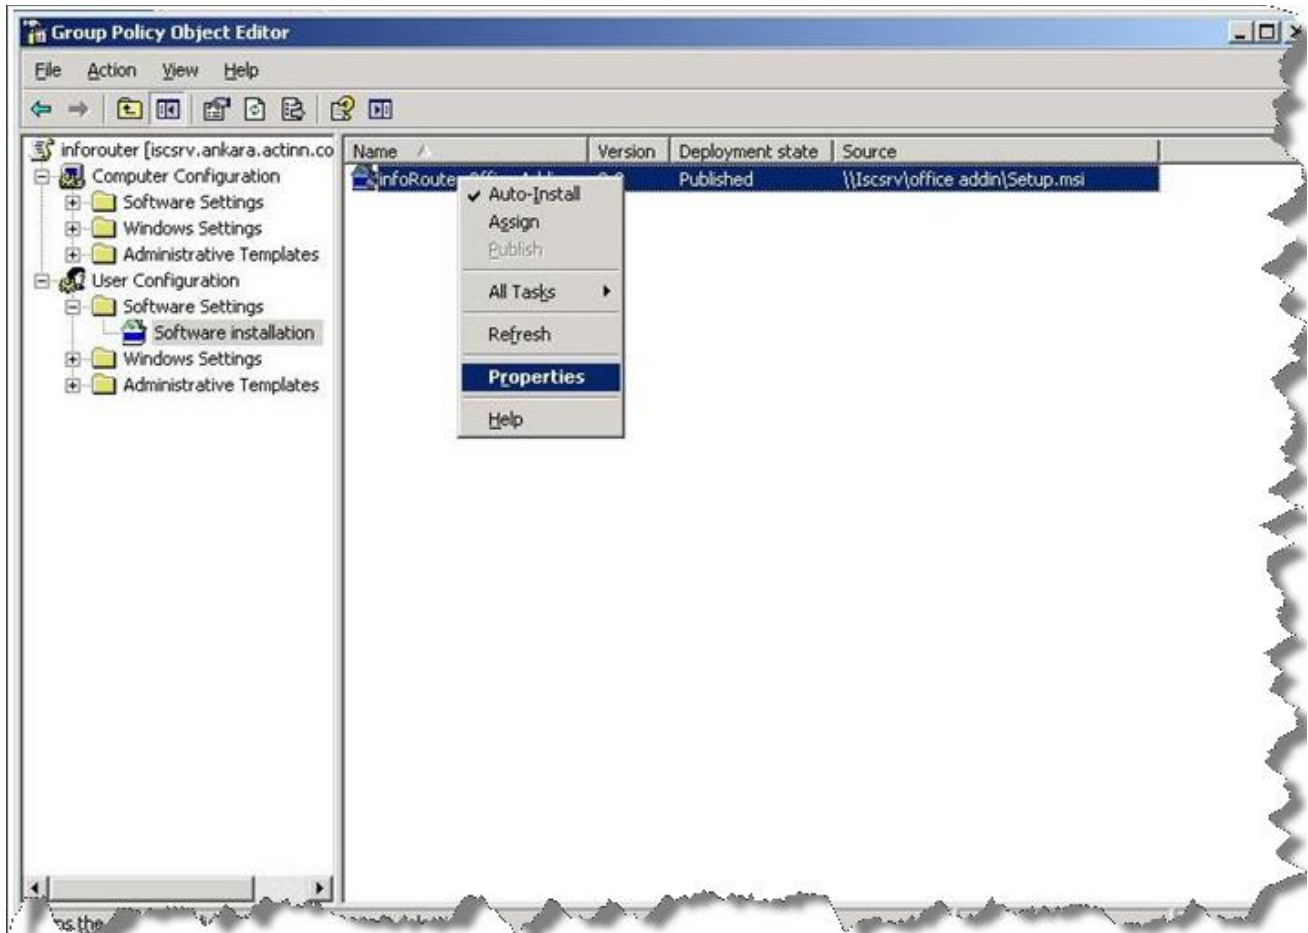 Group Policy Object Editor
File Action View Help
inforouter [iscsrv.ankara.actinn.co
Computer Configuration
Software Settings
Windows Settings
Administrative Templates
User Configuration
Software Settings
Software installation
Windows Settings
Administrative Templates
Name Version Deployment state Source
Published \\Iscsrv\office addin\Setup.msi
Auto-Install
Assign
Publish
All Tasks
Refresh
Properties
Help